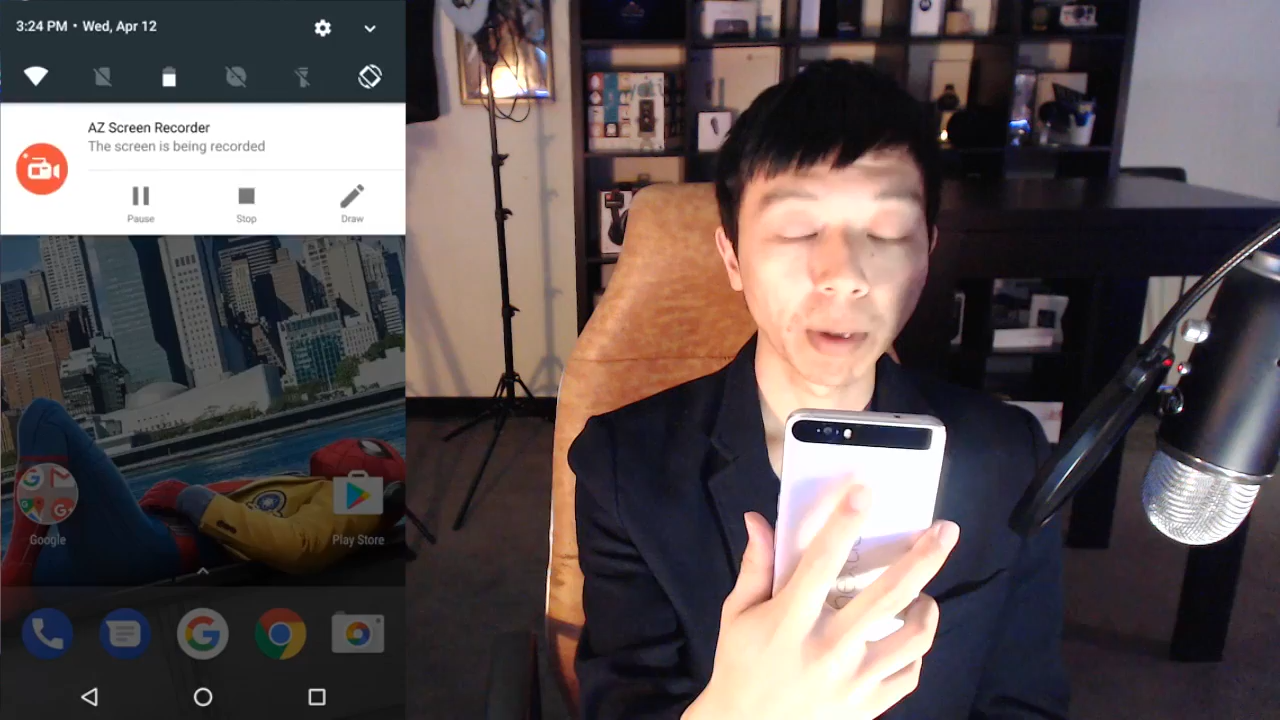 3:24 PM • Wed, Apr 12
AZ Screen Recorder
The screen is being recorded
Pause
Stop
Draw
Google
Play Store
nexus